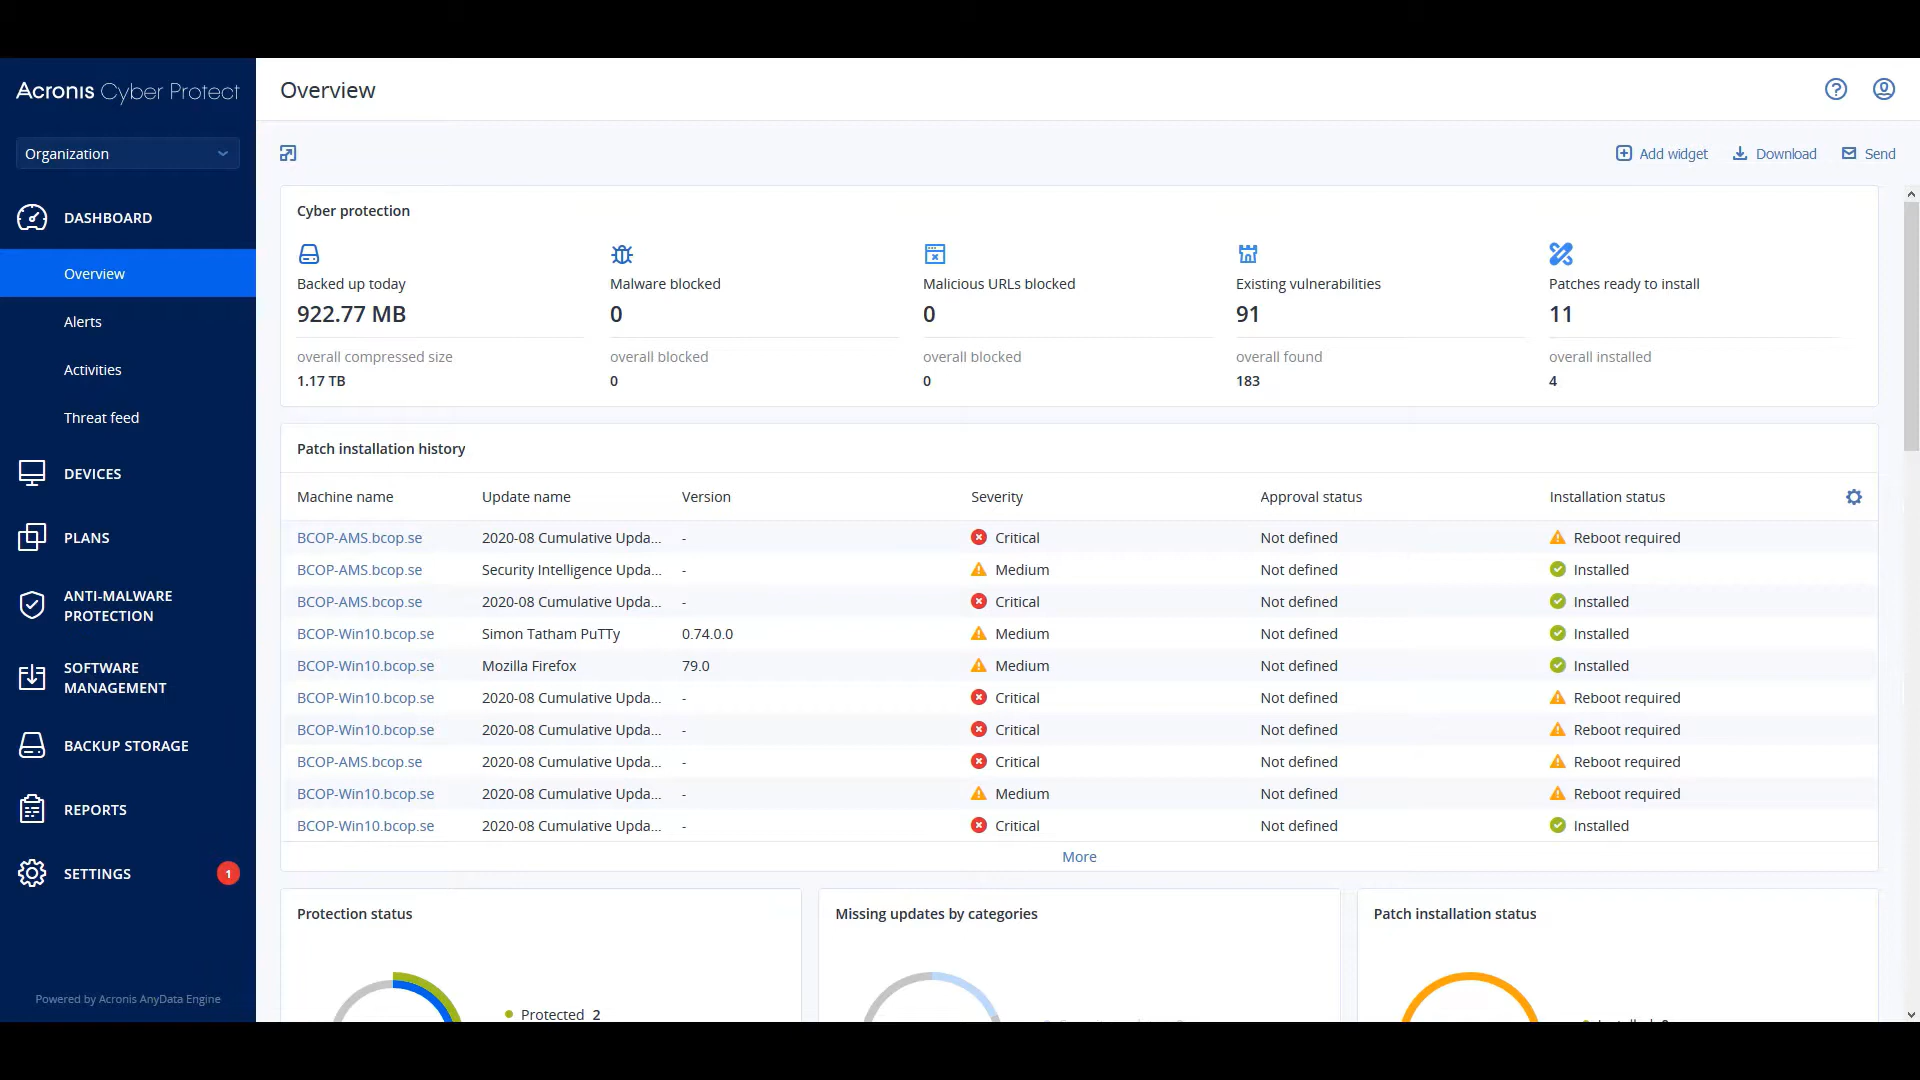 Acronis Cyber Protect
Overview
Organization
Add widget
Download
Send
DASHBOARD
Overview
Alerts
Activities
Threat feed
DEVICES
PLANS
ANTI-MALWARE
PROTECTION
SOFTWARE
MANAGEMENT
BACKUP STORAGE
REPORTS
SETTINGS
1
Powered by Acronis AnyData Engine
Cyber protection
Backed up today
922.77 MB
overall compressed size
1.17 TB
Malware blocked
0
overall blocked
0
Malicious URLs blocked
0
overall blocked
0
Existing vulnerabilities
91
overall found
183
Patches ready to install
11
overall installed
4
Patch installation history
Machine name Update name Version Severity Approval status Installation status
BCOP-AMS.bcop.se 2020-08 Cumulative Upda... - Critical Not defined Reboot required
BCOP-AMS.bcop.se Security Intelligence Upda... - Medium Not defined Installed
BCOP-AMS.bcop.se 2020-08 Cumulative Upda... - Critical Not defined Installed
BCOP-Win10.bcop.se Simon Tatham PuTTy 0.74.0.0 Medium Not defined Installed
BCOP-Win10.bcop.se Mozilla Firefox 79.0 Medium Not defined Installed
BCOP-Win10.bcop.se 2020-08 Cumulative Upda... - Critical Not defined Reboot required
BCOP-Win10.bcop.se 2020-08 Cumulative Upda... - Critical Not defined Reboot required
BCOP-AMS.bcop.se 2020-08 Cumulative Upda... - Critical Not defined Reboot required
BCOP-Win10.bcop.se 2020-08 Cumulative Upda... - Medium Not defined Reboot required
BCOP-Win10.bcop.se 2020-08 Cumulative Upda... - Critical Not defined Installed
More
Protection status
Protected 2
Missing updates by categories
Patch installation status